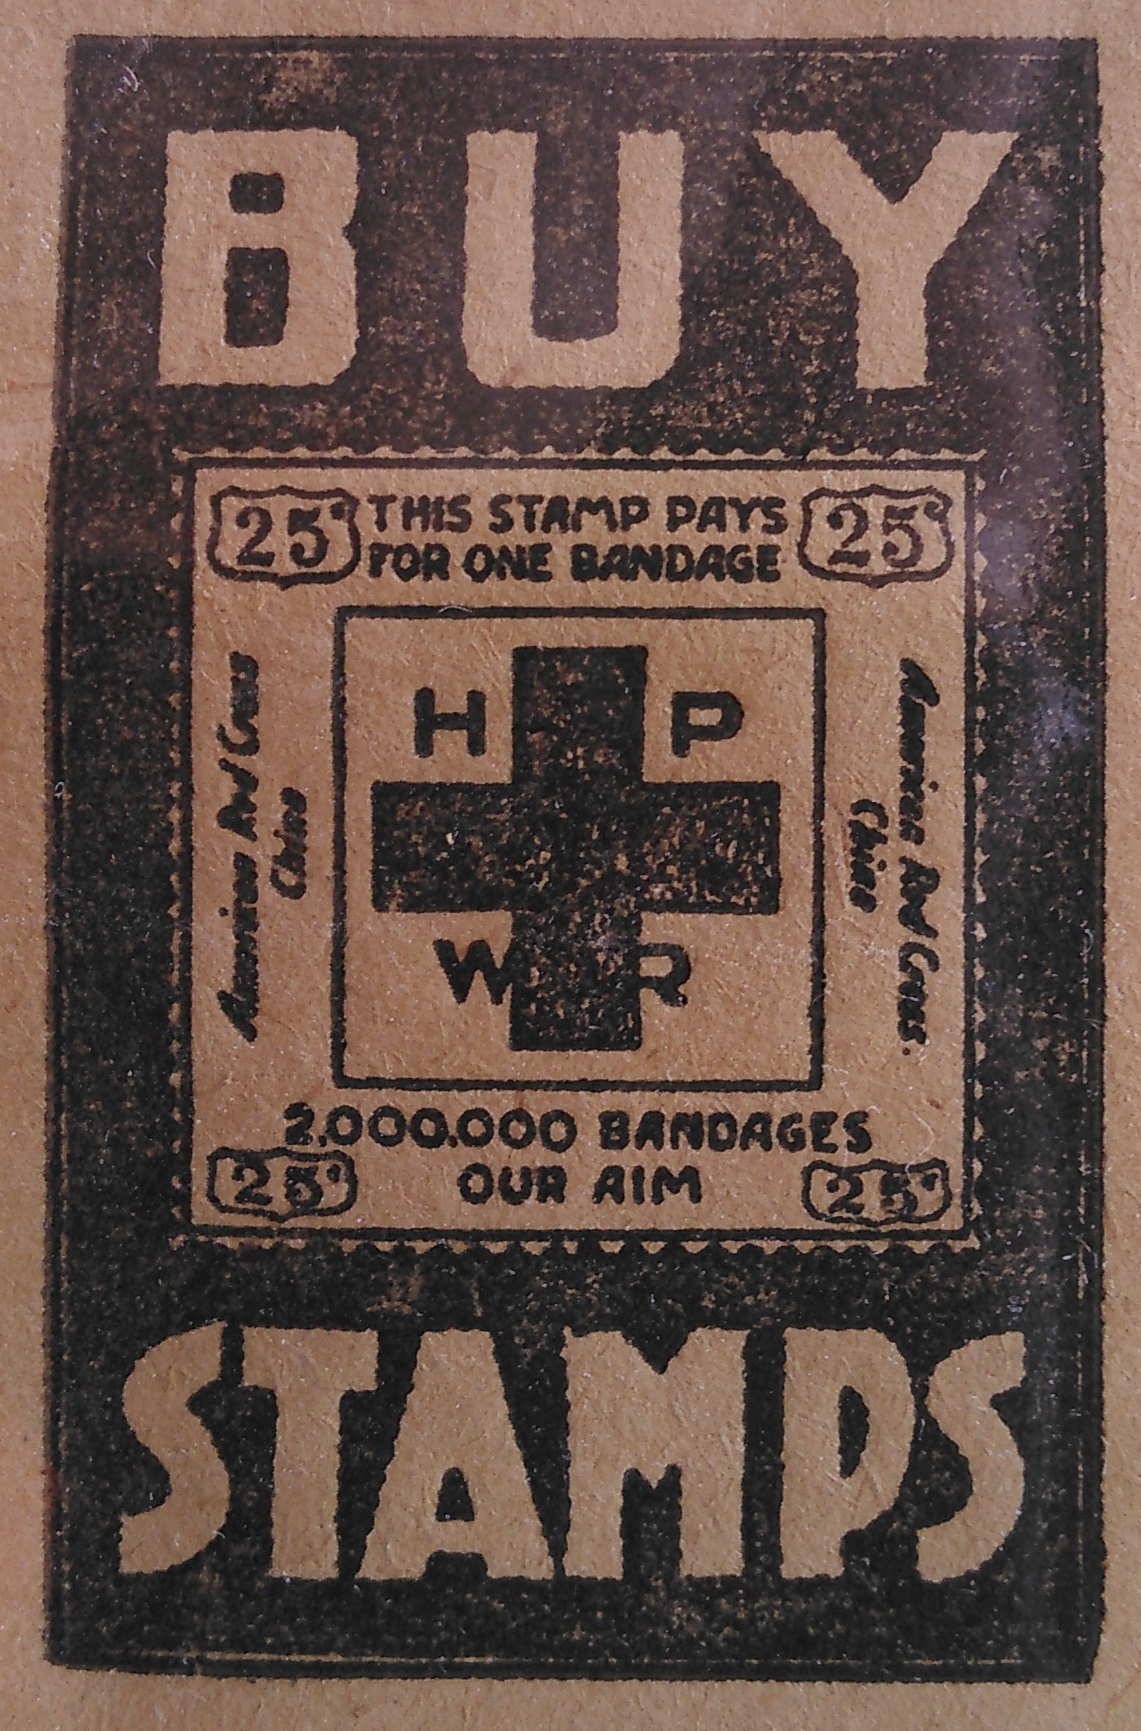 BUY
25¢ THIS STAMP PAYS 25¢
FOR ONE BANDAGE
American Red Cross
China
H P
W R
American Red Cross.
China
2,000,000 BANDAGES
25¢ OUR AIM 25¢
STAMPS